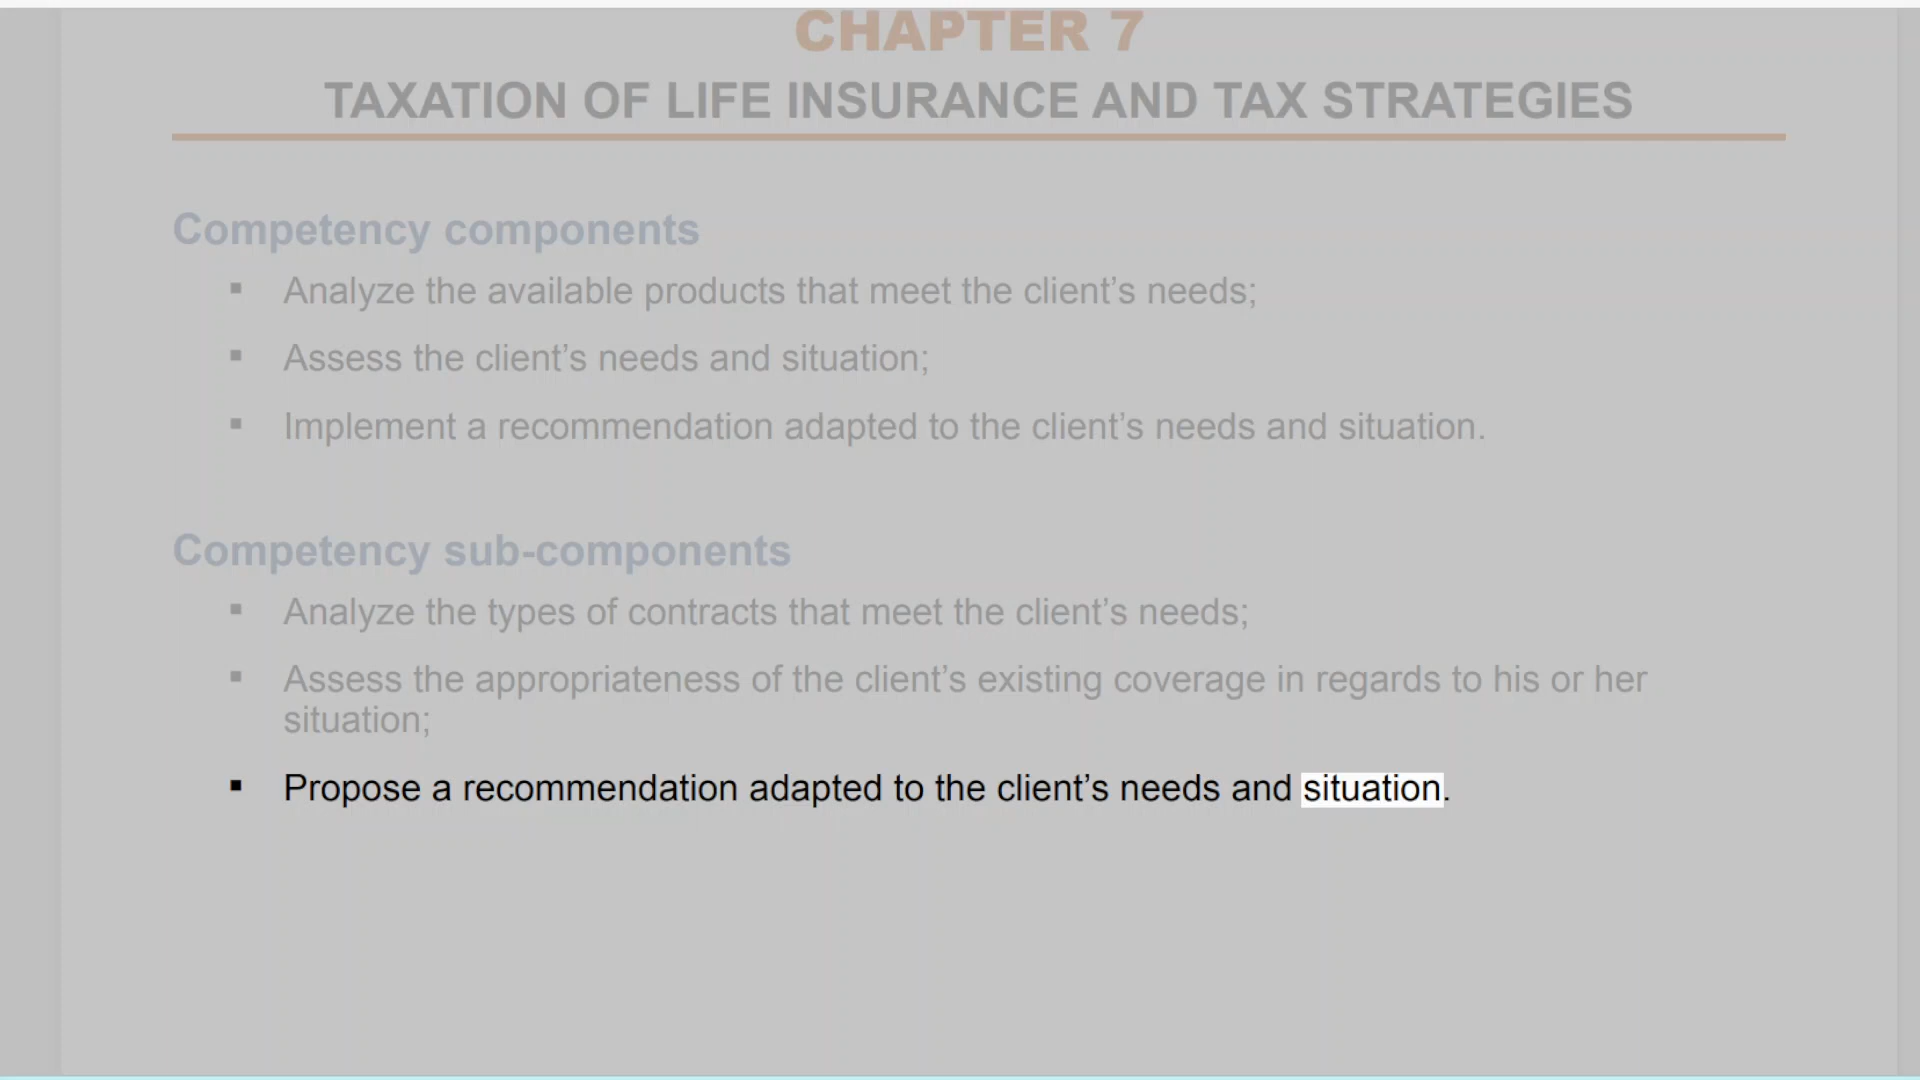 CHAPTER 7
TAXATION OF LIFE INSURANCE AND TAX STRATEGIES
Competency components
▪ Analyze the available products that meet the client’s needs;
▪ Assess the client’s needs and situation;
▪ Implement a recommendation adapted to the client’s needs and situation.
Competency sub-components
▪ Analyze the types of contracts that meet the client’s needs;
▪ Assess the appropriateness of the client’s existing coverage in regards to his or her
situation;
▪ Propose a recommendation adapted to the client’s needs and situation.